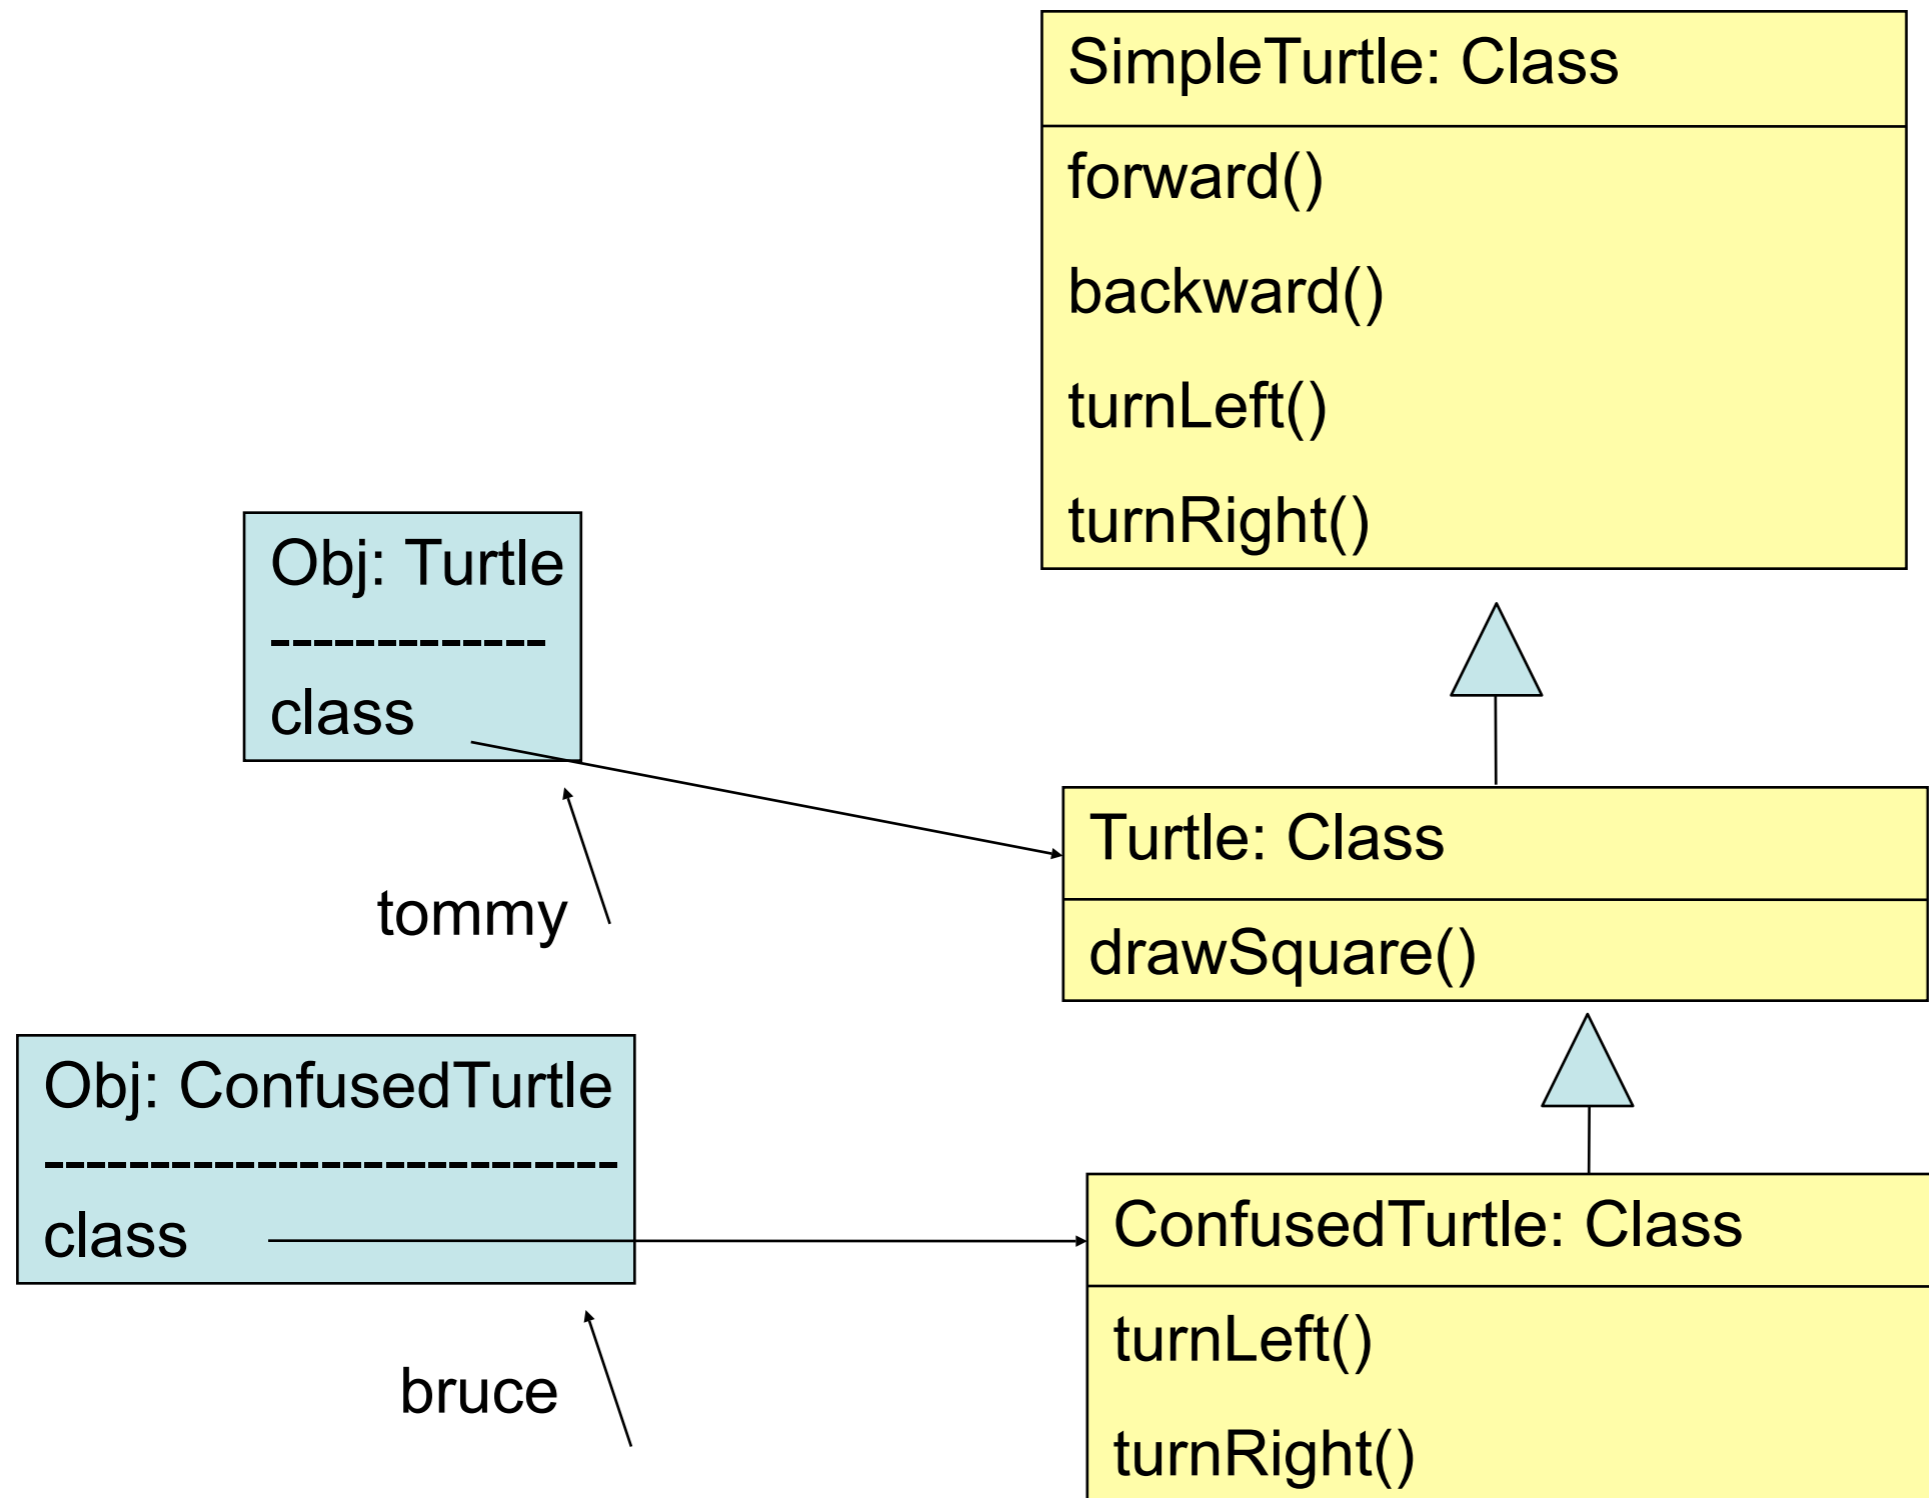 SimpleTurtle: Class
forward()
backward()
turnLeft()
turnRight()
Obj: Turtle
-------------
class
tommy
Turtle: Class
drawSquare()
Obj: ConfusedTurtle
---------------------------
class
bruce
ConfusedTurtle: Class
turnLeft()
turnRight()